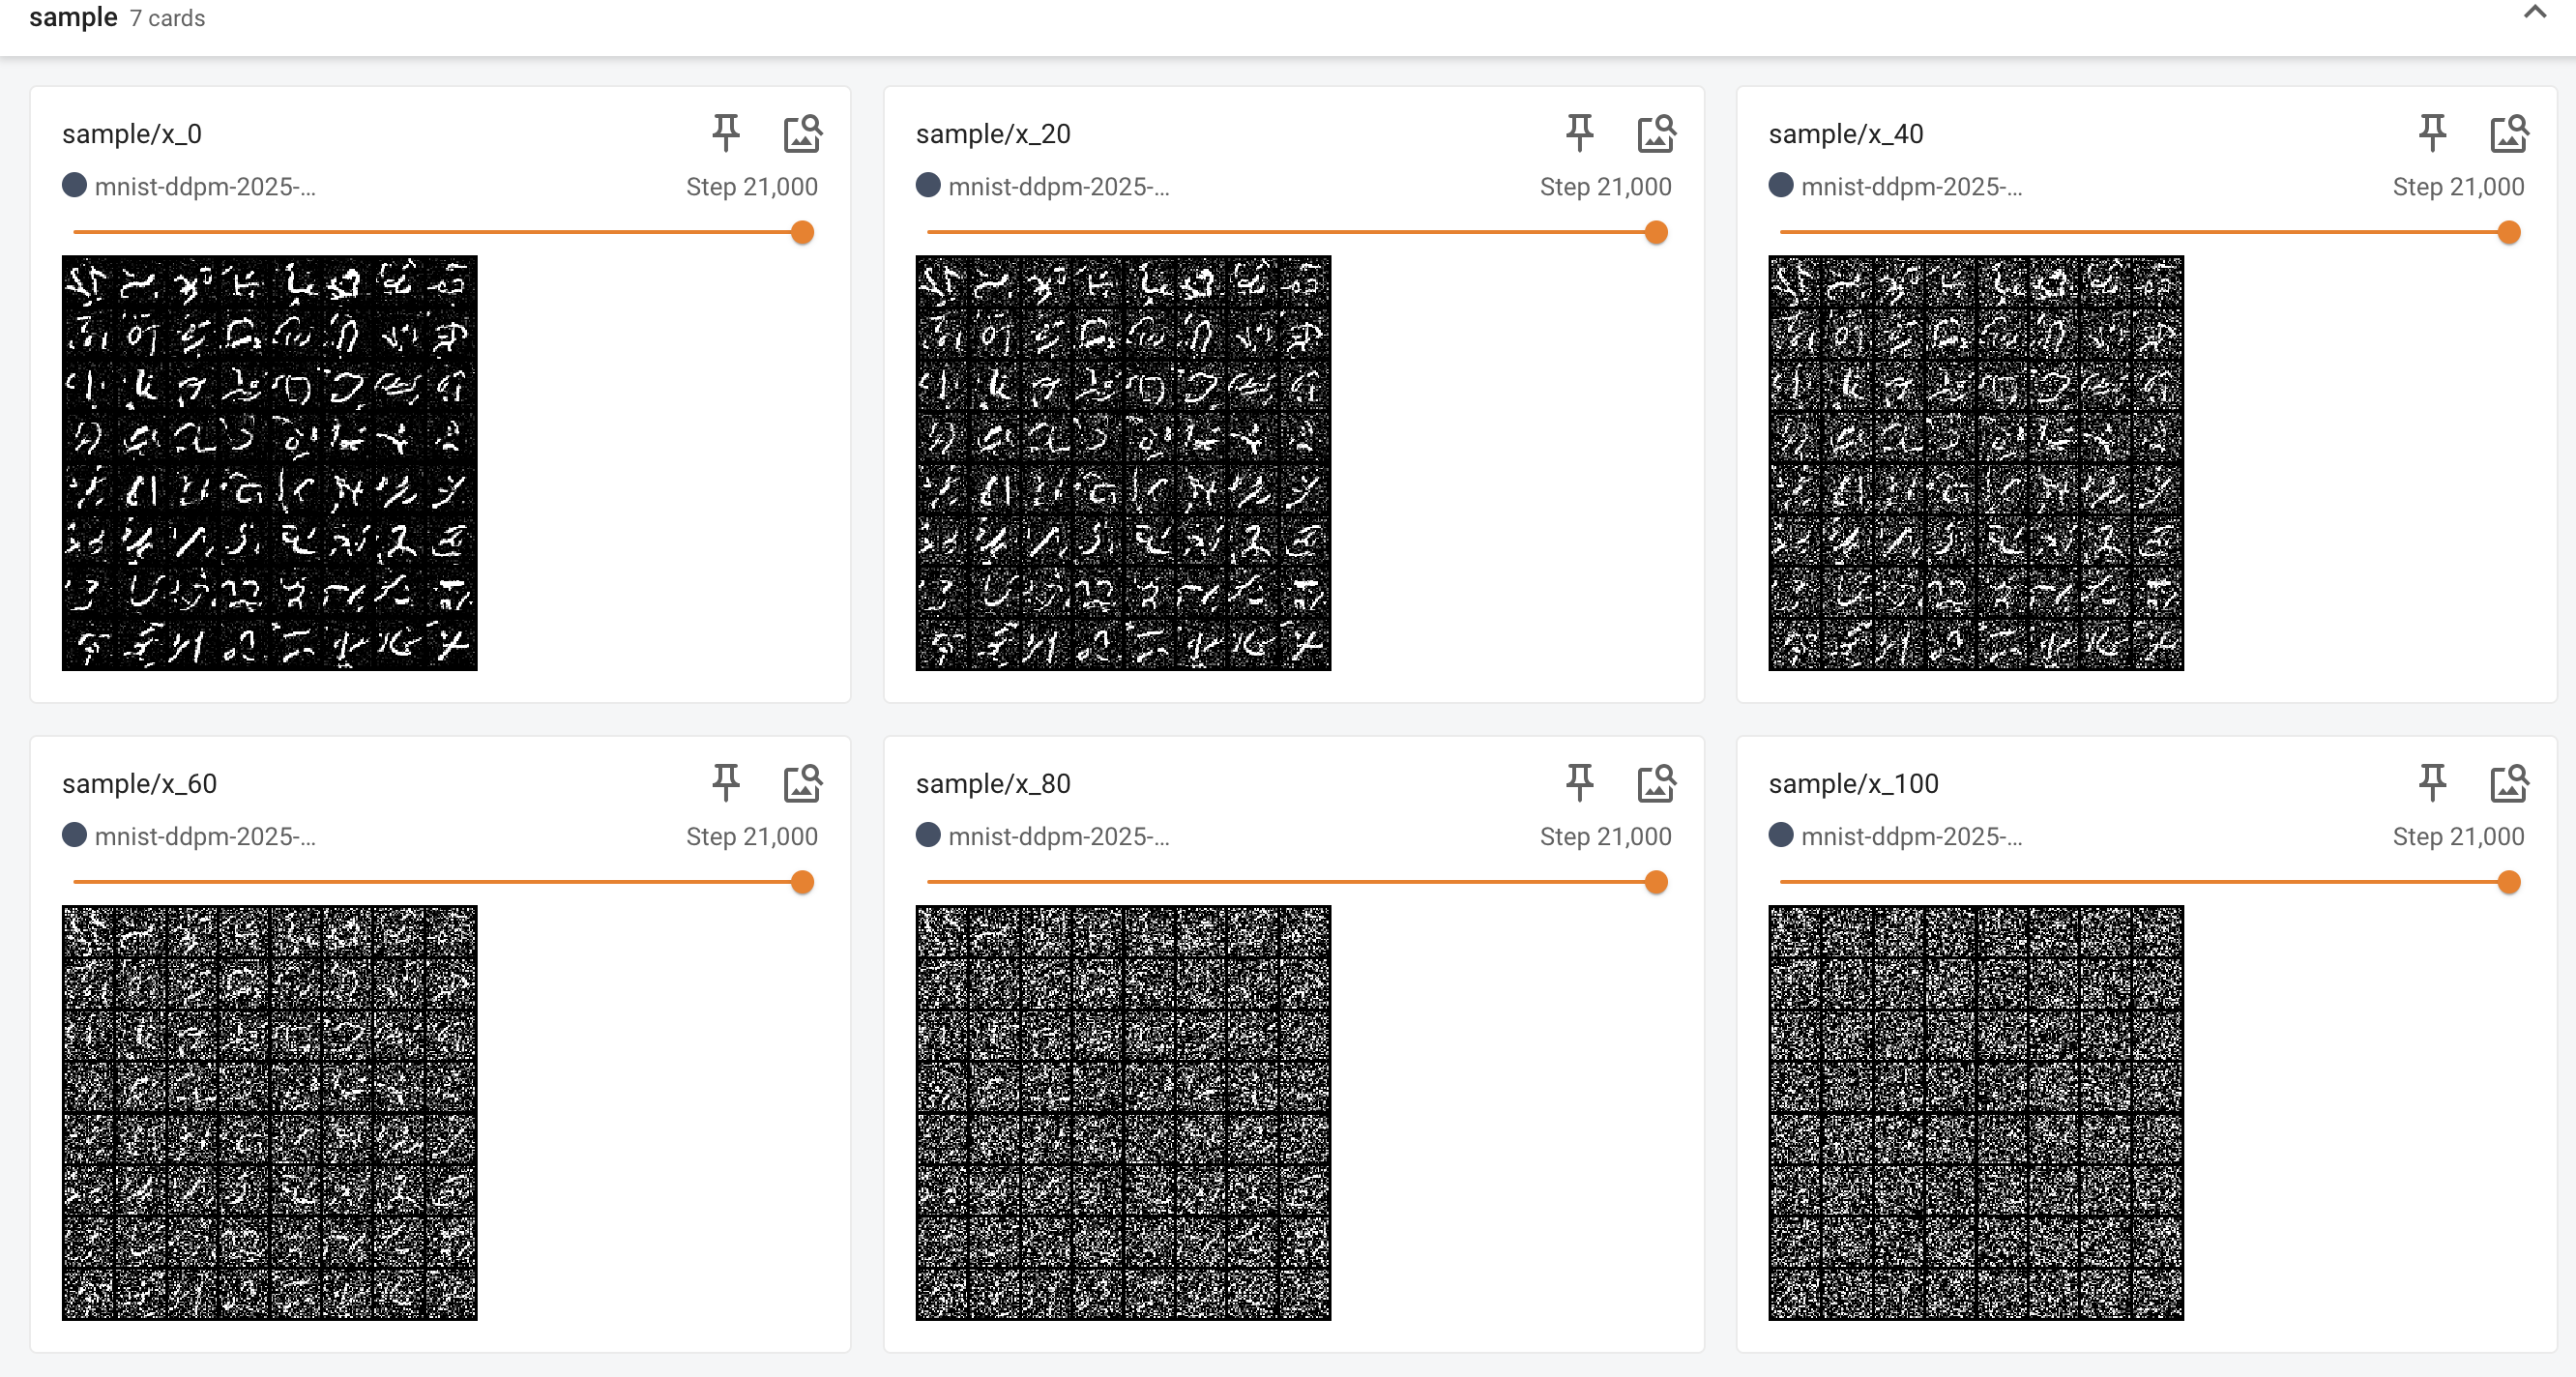 sample 7 cards
sample/x_0
mnist-ddpm-2025-... Step 21,000
sample/x_20
mnist-ddpm-2025-... Step 21,000
sample/x_40
mnist-ddpm-2025-... Step 21,000
sample/x_60
mnist-ddpm-2025-... Step 21,000
sample/x_80
mnist-ddpm-2025-... Step 21,000
sample/x_100
mnist-ddpm-2025-... Step 21,000